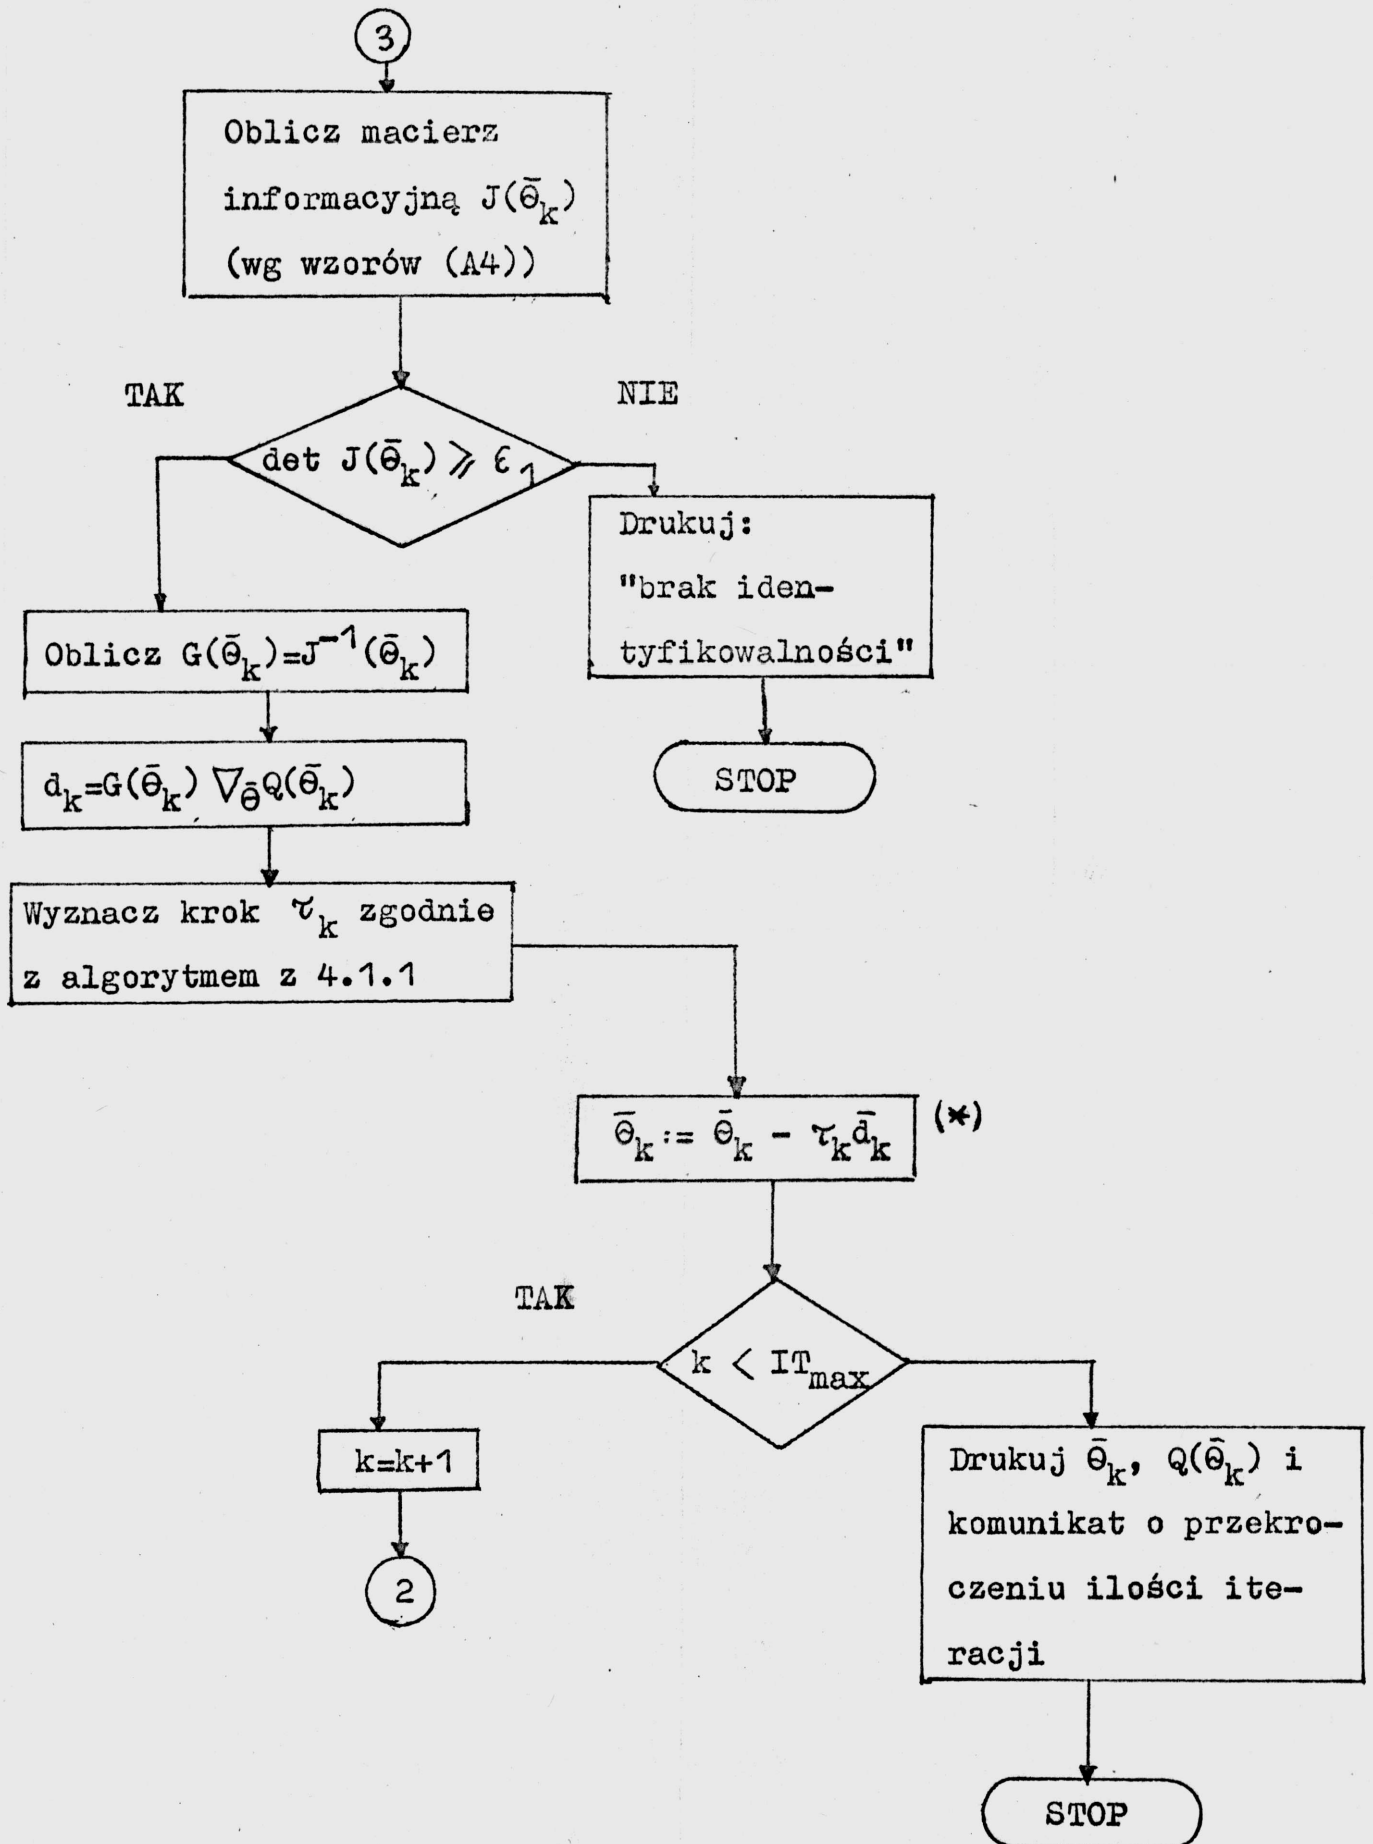 3
Oblicz macierz
informacyjną J(Θ̄k)
(wg wzorów (A4))
TAK
NIE
det J(Θ̄k) ⩾ ε1
Drukuj:
"brak iden-
tyfikowalności"
STOP
Oblicz G(Θ̄k)=J⁻¹(Θ̄k)
dk=G(Θ̄k) ∇Θ̄Q(Θ̄k)
Wyznacz krok τk zgodnie
z algorytmem z 4.1.1
Θ̄k := Θ̄k - τkd̄k (*)
TAK
k < ITmax
k=k+1
2
Drukuj Θ̄k, Q(Θ̄k) i
komunikat o przekro-
czeniu ilości ite-
racji
STOP